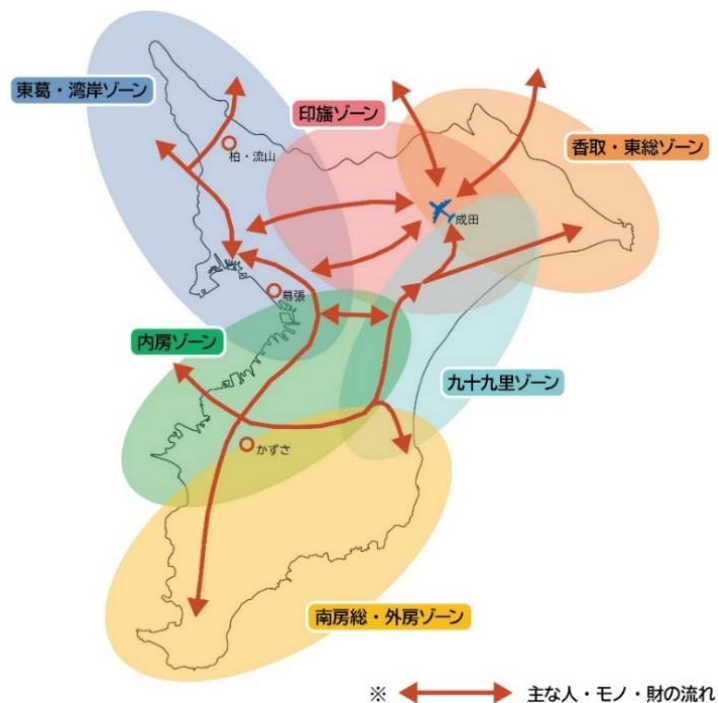 東葛・湾岸ゾーン
印旛ゾーン
香取・東総ゾーン
柏・流山
成田
幕張
内房ゾーン
九十九里ゾーン
かずさ
南房総・外房ゾーン
※ 主な人・モノ・財の流れ